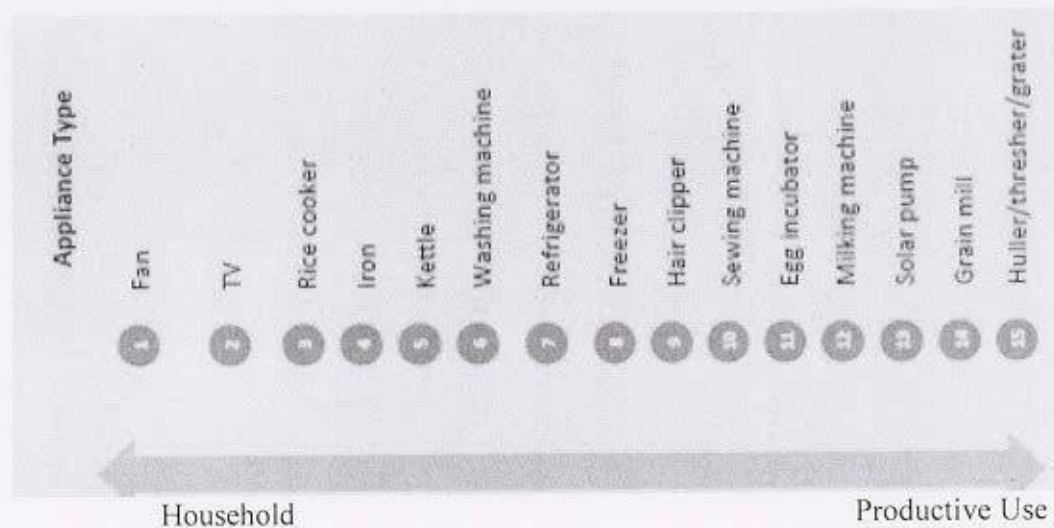 Appliance Type
1 Fan
2 TV
3 Rice cooker
4 Iron
5 Kettle
6 Washing machine
7 Refrigerator
8 Freezer
9 Hair clipper
10 Sewing machine
11 Egg incubator
12 Milking machine
13 Solar pump
14 Grain mill
15 Huller/thresher/grater
Household
Productive Use